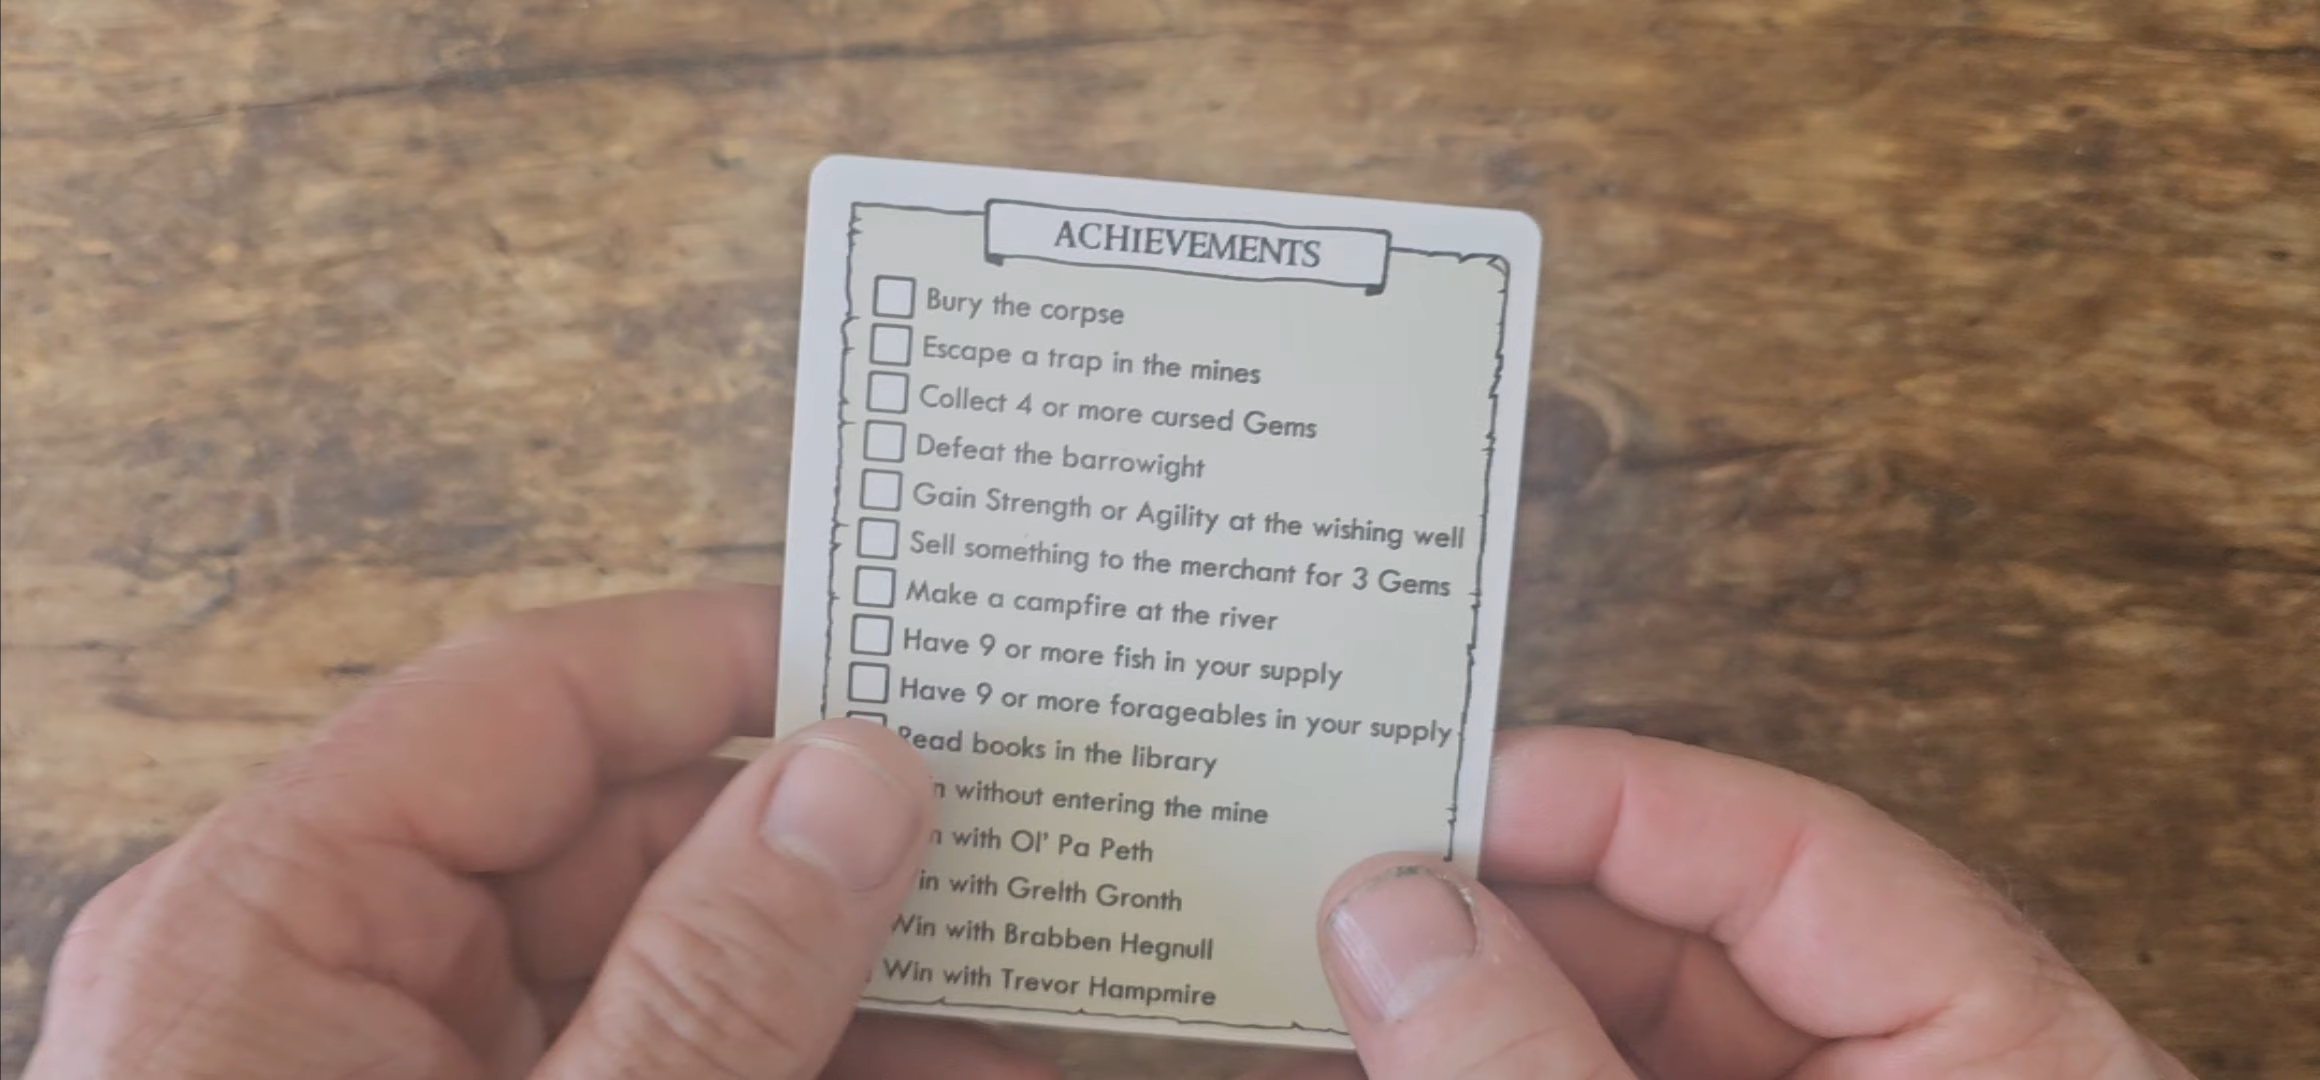 ACHIEVEMENTS
Bury the corpse
Escape a trap in the mines
Collect 4 or more cursed Gems
Defeat the barrowight
Gain Strength or Agility at the wishing well
Sell something to the merchant for 3 Gems
Make a campfire at the river
Have 9 or more fish in your supply
Have 9 or more forageables in your supply
Read books in the library
without entering the mine
with Ol' Pa Peth
with Grelth Gronth
Win with Brabben Hegnull
Win with Trevor Hampmire